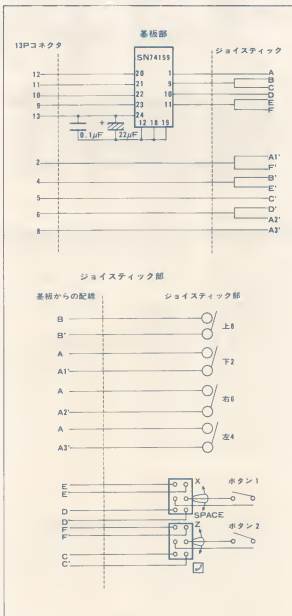 基板部
13Pコネクタ
ジョイスティック
SN74159
12 20 1 A
11 21 9 B
C
10 22 10 D
9 23 11 E
F
13 24
+
0.1μF 22μF 12 18 19
2 A1'
F'
4 B'
E'
5 C'
6 D'
A2'
8 A3'
ジョイスティック部
基板からの配線 ジョイスティック部
B
B'
上8
A
A1'
下2
A
A2'
右6
A
A3'
左4
E X ボタン1
E'
D SPACE
D'
F Z ボタン2
F'
C
C'